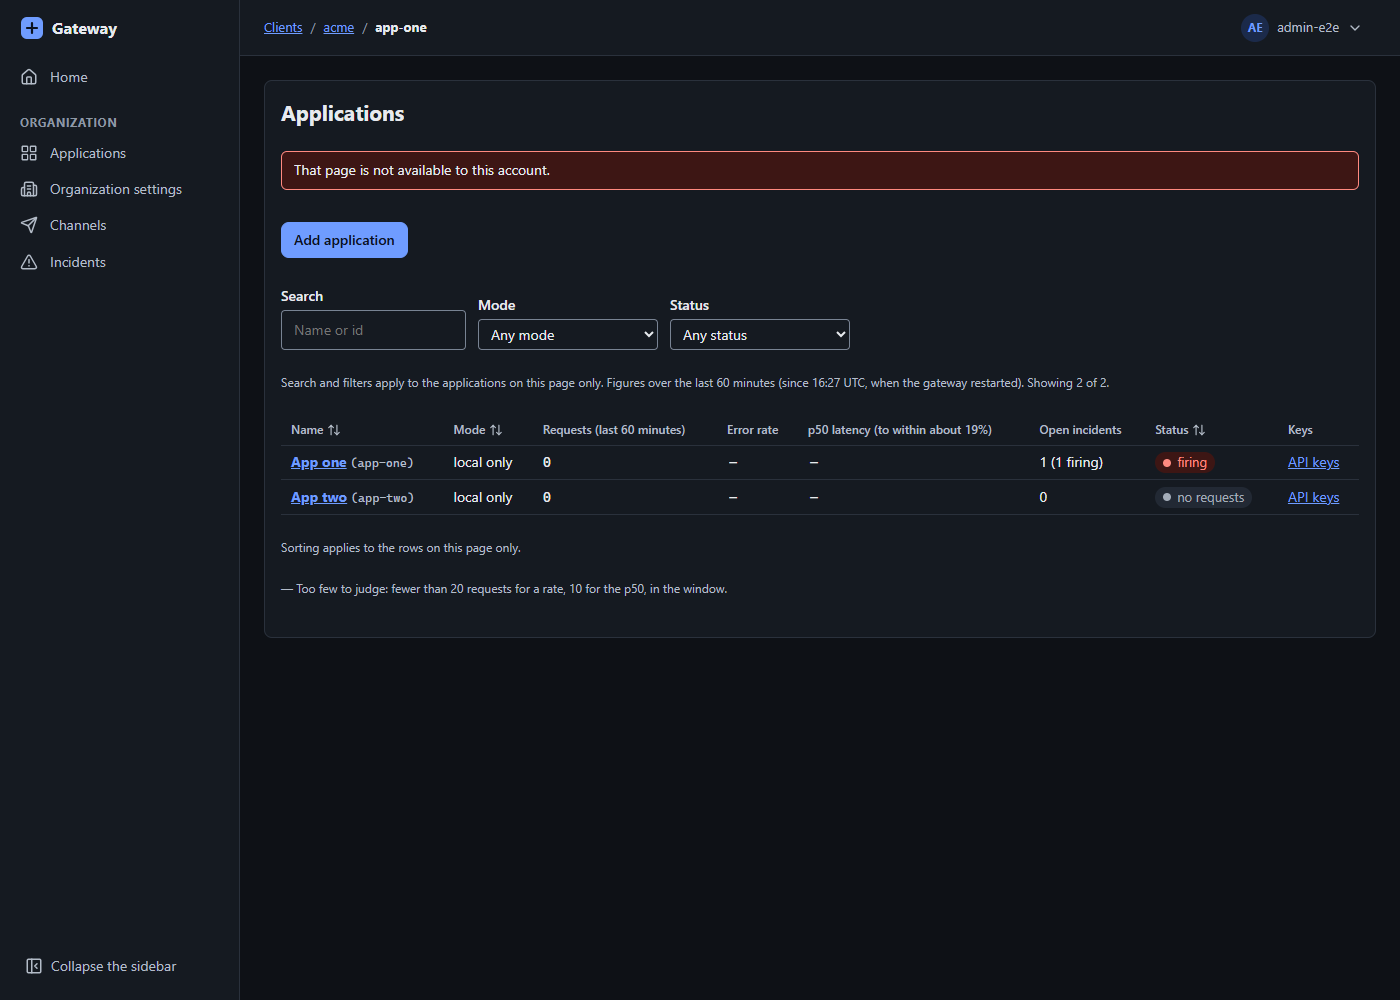 Gateway
Clients / acme / app-one
AE admin-e2e
Home
ORGANIZATION
Applications
Organization settings
Channels
Incidents
Collapse the sidebar
Applications
That page is not available to this account.
Add application
Search
Name or id
Mode
Any mode
Status
Any status
Search and filters apply to the applications on this page only. Figures over the last 60 minutes (since 16:27 UTC, when the gateway restarted). Showing 2 of 2.
Name Mode Requests (last 60 minutes) Error rate p50 latency (to within about 19%) Open incidents Status Keys
App one (app-one) local only 0 — — 1 (1 firing) firing API keys
App two (app-two) local only 0 — — 0 no requests API keys
Sorting applies to the rows on this page only.
— Too few to judge: fewer than 20 requests for a rate, 10 for the p50, in the window.